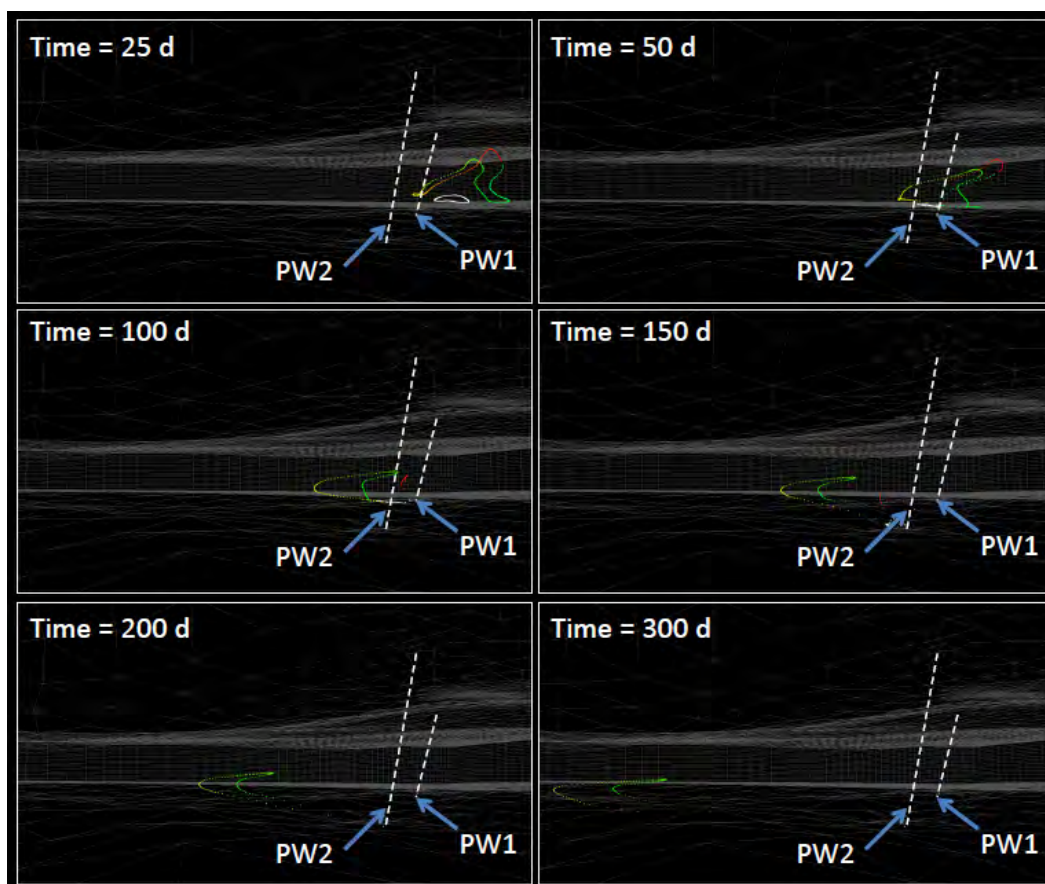 Time = 25 d
PW2
PW1
Time = 50 d
PW2
PW1
Time = 100 d
PW2
PW1
Time = 150 d
PW2
PW1
Time = 200 d
PW2
PW1
Time = 300 d
PW2
PW1